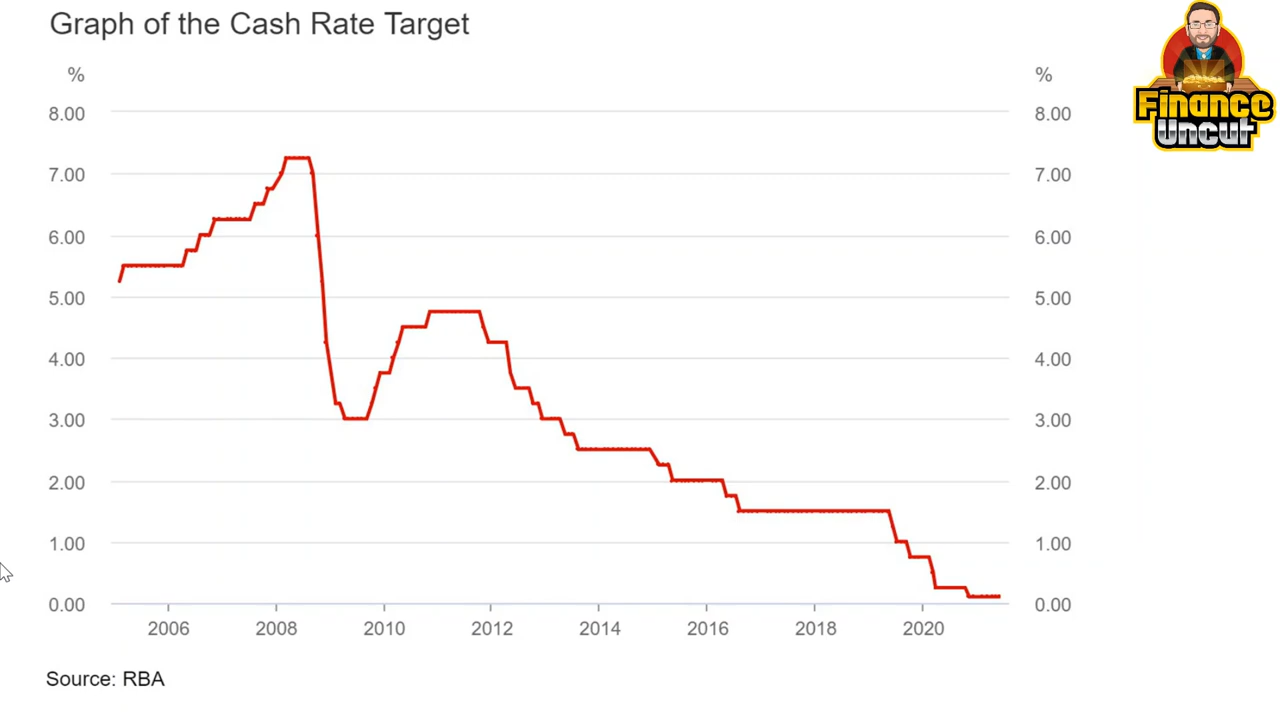 Graph of the Cash Rate Target
% %
8.00 8.00
7.00 7.00
6.00 6.00
5.00 5.00
4.00 4.00
3.00 3.00
2.00 2.00
1.00 1.00
0.00 0.00
2006 2008 2010 2012 2014 2016 2018 2020
Source: RBA
Finance
Uncut